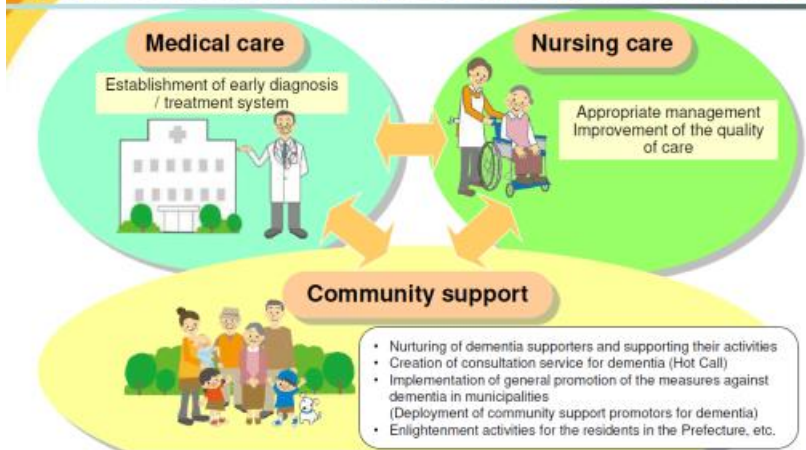 Medical care
Establishment of early diagnosis
/ treatment system
Nursing care
Appropriate management
Improvement of the quality
of care
Community support
• Nurturing of dementia supporters and supporting their activities
• Creation of consultation service for dementia (Hot Call)
• Implementation of general promotion of the measures against
dementia in municipalities
(Deployment of community support promotors for dementia)
• Enlightenment activities for the residents in the Prefecture, etc.